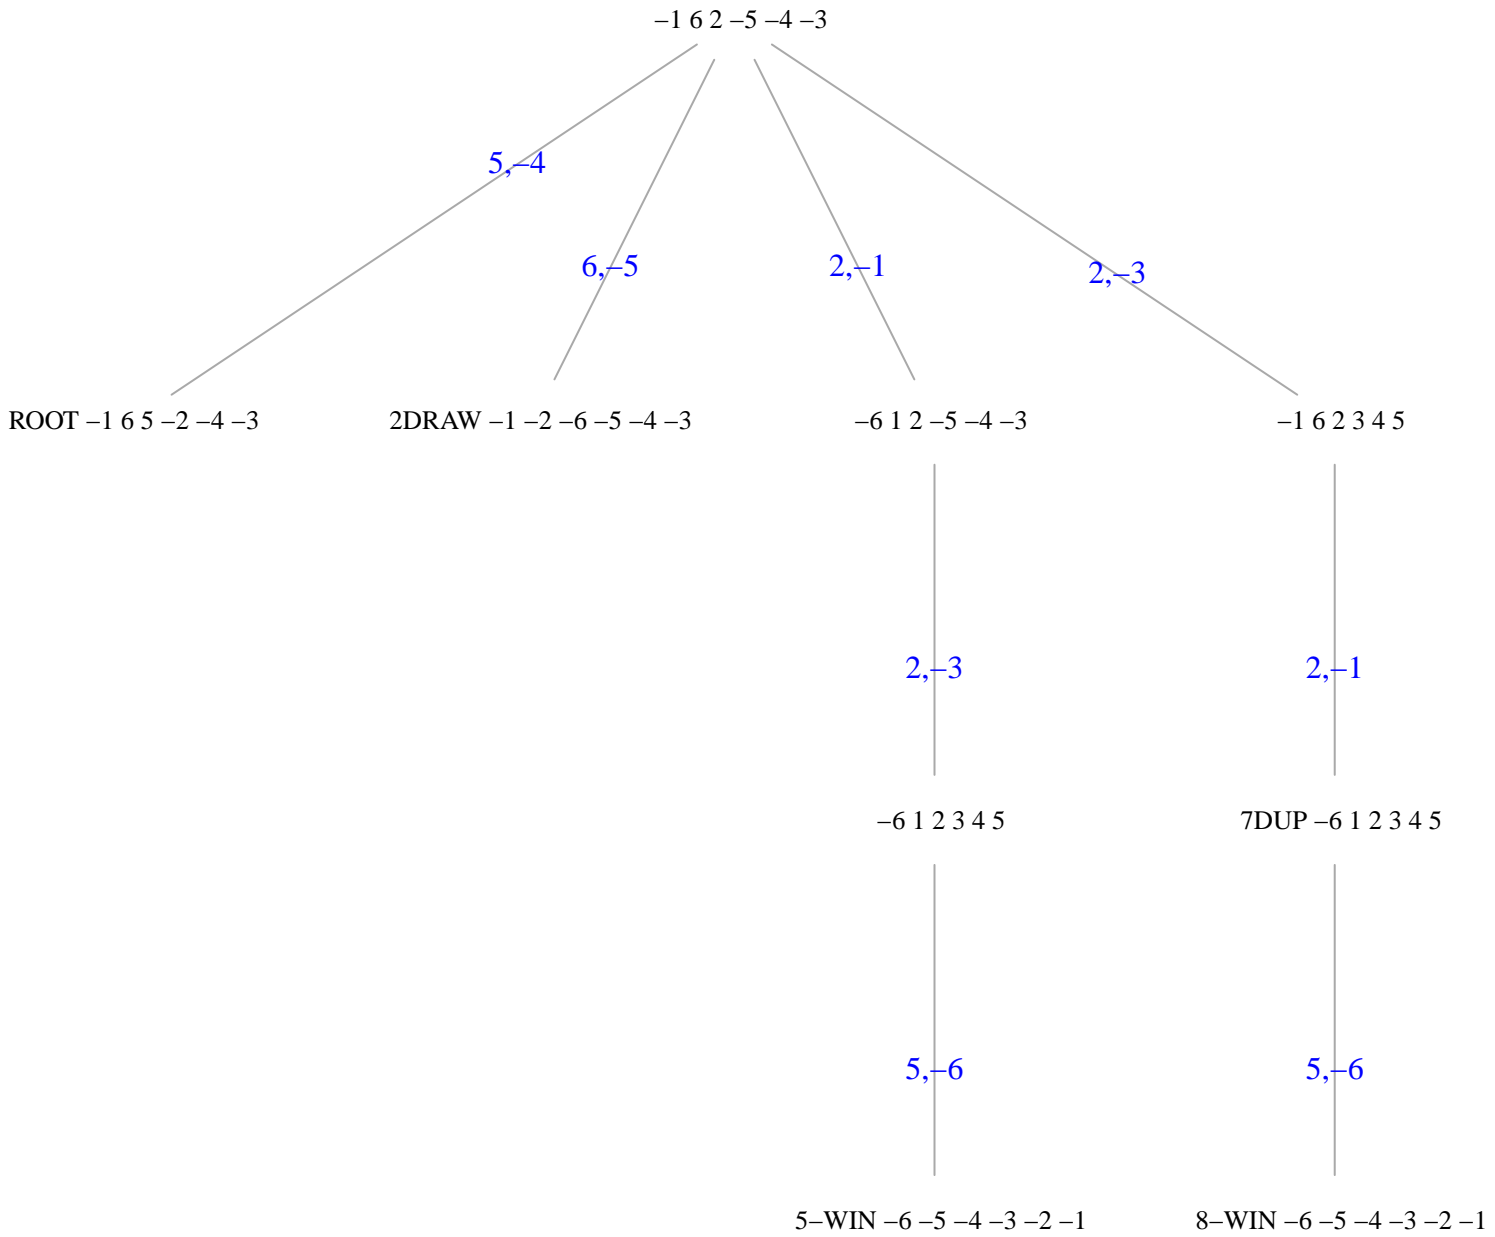 –1 6 2 –5 –4 –3
5,–4
6,–5
2,–1
2,–3
ROOT –1 6 5 –2 –4 –3
2DRAW –1 –2 –6 –5 –4 –3
–6 1 2 –5 –4 –3
–1 6 2 3 4 5
2,–3
2,–1
–6 1 2 3 4 5
7DUP –6 1 2 3 4 5
5,–6
5,–6
5–WIN –6 –5 –4 –3 –2 –1
8–WIN –6 –5 –4 –3 –2 –1